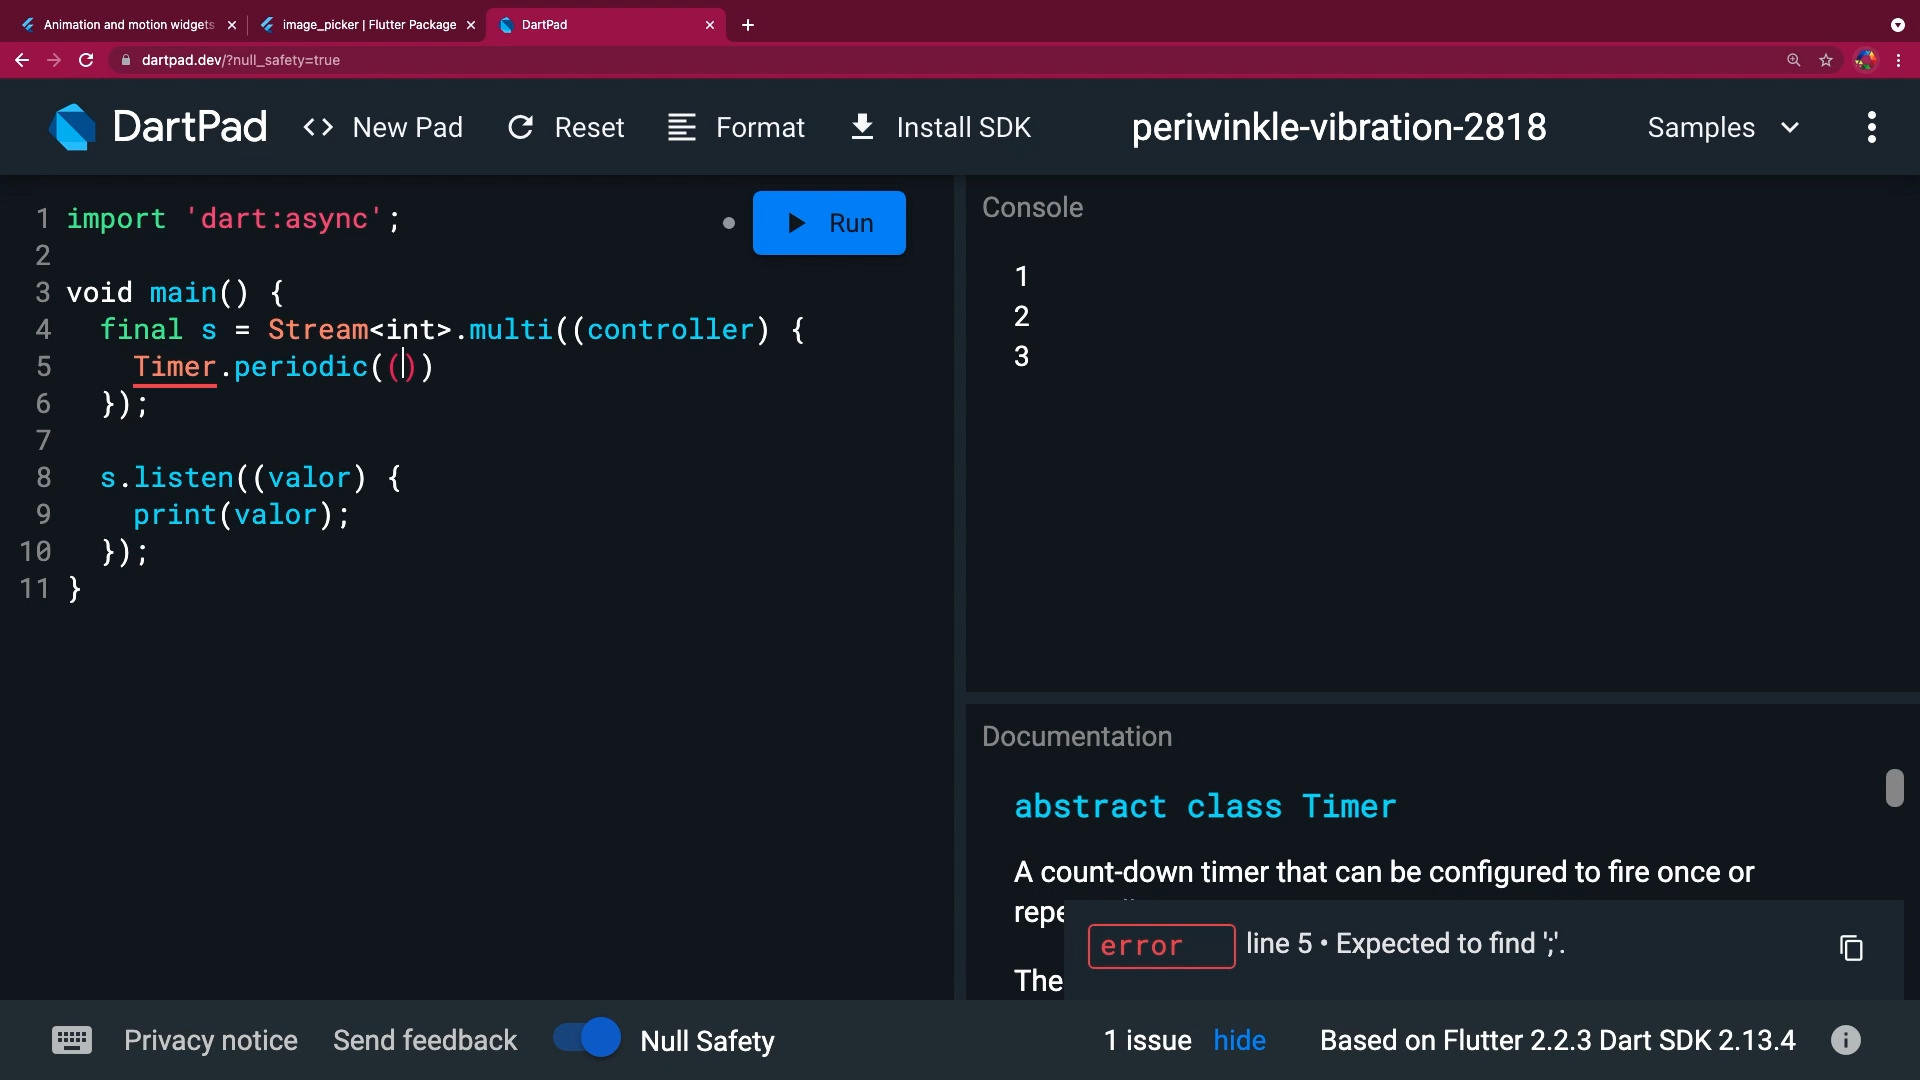 Animation and motion widgets
image_picker | Flutter Package
DartPad
dartpad.dev/?null_safety=true
DartPad
<> New Pad
Reset
Format
Install SDK
periwinkle-vibration-2818
Samples
1 import 'dart:async';
2
3 void main() {
4 final s = Stream<int>.multi((controller) {
5 Timer.periodic(())
6 });
7
8 s.listen((valor) {
9 print(valor);
10 });
11 }
Run
Console
1
2
3
Documentation
abstract class Timer
A count-down timer that can be configured to fire once or
repe
The
error line 5 • Expected to find ';'.
Privacy notice
Send feedback
Null Safety
1 issue hide
Based on Flutter 2.2.3 Dart SDK 2.13.4